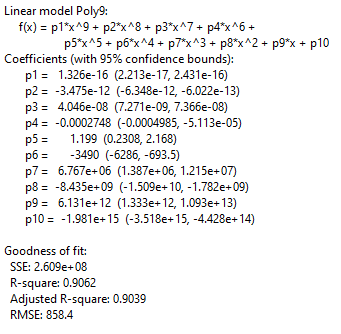 Linear model Poly9:
f(x) = p1*x^9 + p2*x^8 + p3*x^7 + p4*x^6 +
p5*x^5 + p6*x^4 + p7*x^3 + p8*x^2 + p9*x + p10
Coefficients (with 95% confidence bounds):
p1 = 1.326e-16 (2.213e-17, 2.431e-16)
p2 = -3.475e-12 (-6.348e-12, -6.022e-13)
p3 = 4.046e-08 (7.271e-09, 7.366e-08)
p4 = -0.0002748 (-0.0004985, -5.113e-05)
p5 = 1.199 (0.2308, 2.168)
p6 = -3490 (-6286, -693.5)
p7 = 6.767e+06 (1.387e+06, 1.215e+07)
p8 = -8.435e+09 (-1.509e+10, -1.782e+09)
p9 = 6.131e+12 (1.333e+12, 1.093e+13)
p10 = -1.981e+15 (-3.518e+15, -4.428e+14)
Goodness of fit:
SSE: 2.609e+08
R-square: 0.9062
Adjusted R-square: 0.9039
RMSE: 858.4